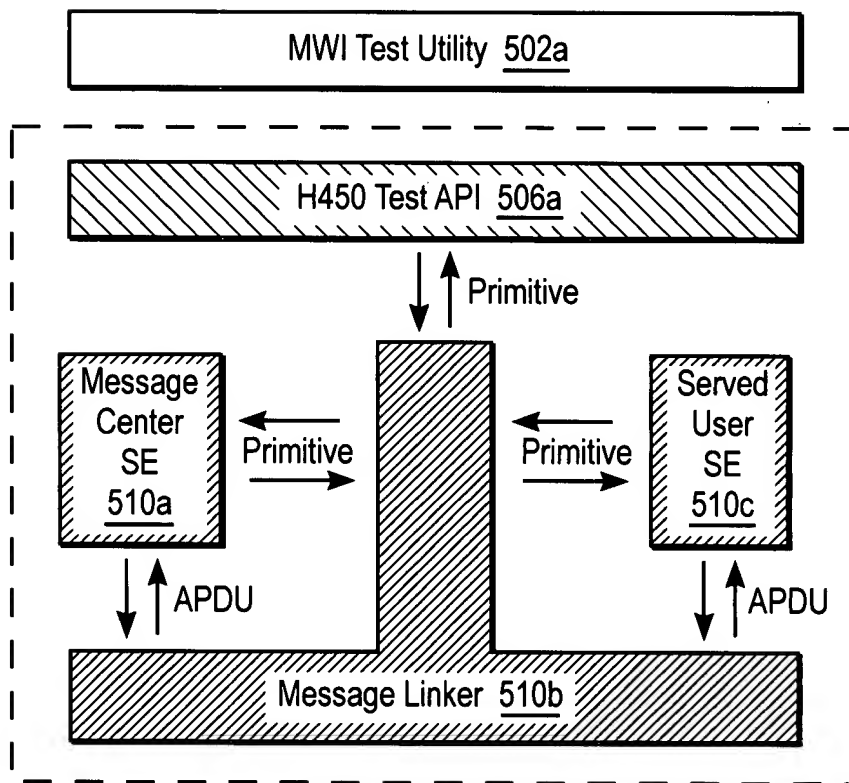 MWI Test Utility 502a
H450 Test API 506a
Primitive
Message
Center
SE
510a
Primitive
Primitive
Served
User
SE
510c
APDU
APDU
Message Linker 510b